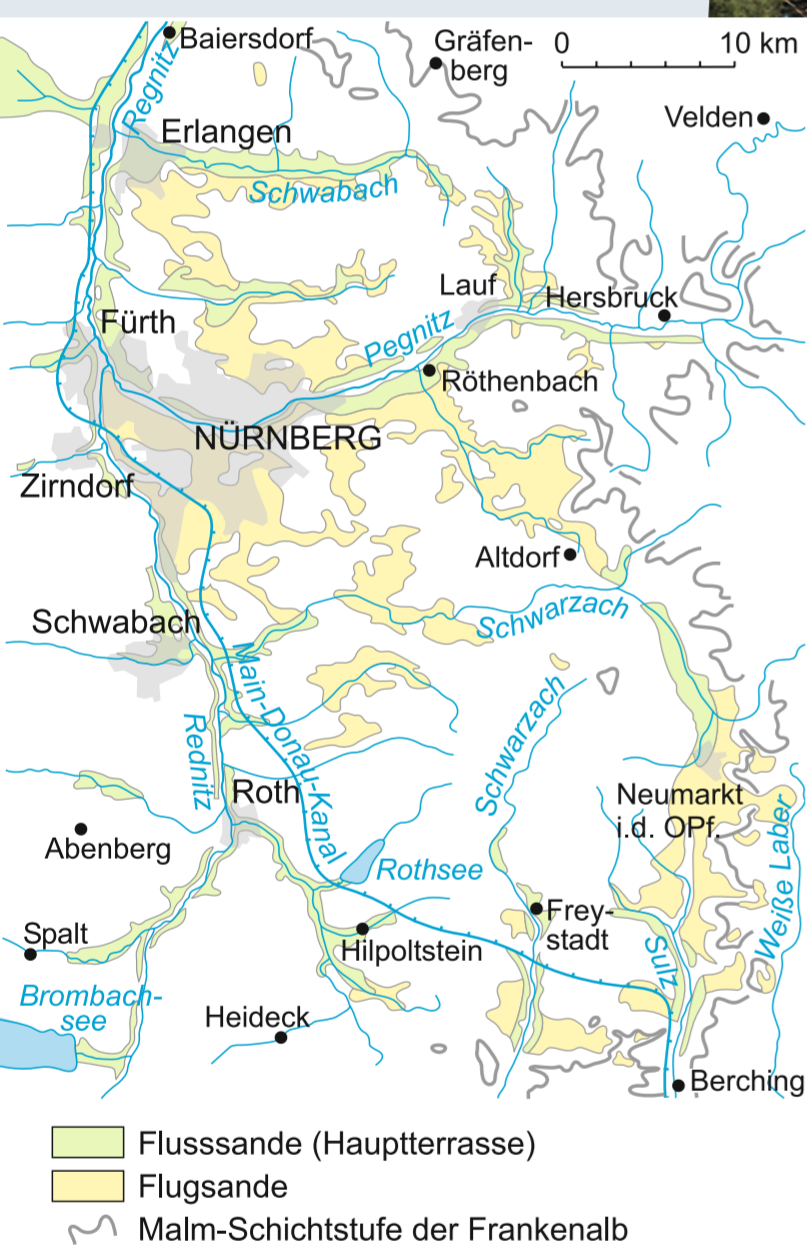 Baiersdorf
Gräfen-
berg
0 10 km
Velden
Regnitz
Erlangen
Schwabach
Lauf
Hersbruck
Fürth
Pegnitz
Röthenbach
NÜRNBERG
Zirndorf
Altdorf
Schwarzach
Schwabach
Main-Donau-Kanal
Rednitz
Schwarzach
Roth
Neumarkt
i.d. OPf.
Abenberg
Rothsee
Weiße Laber
Frey-
stadt
Spalt
Hilpoltstein
Sulz
Brombach-
see
Heideck
Berching
Flusssande (Hauptterrasse)
Flugsande
Malm-Schichtstufe der Frankenalb